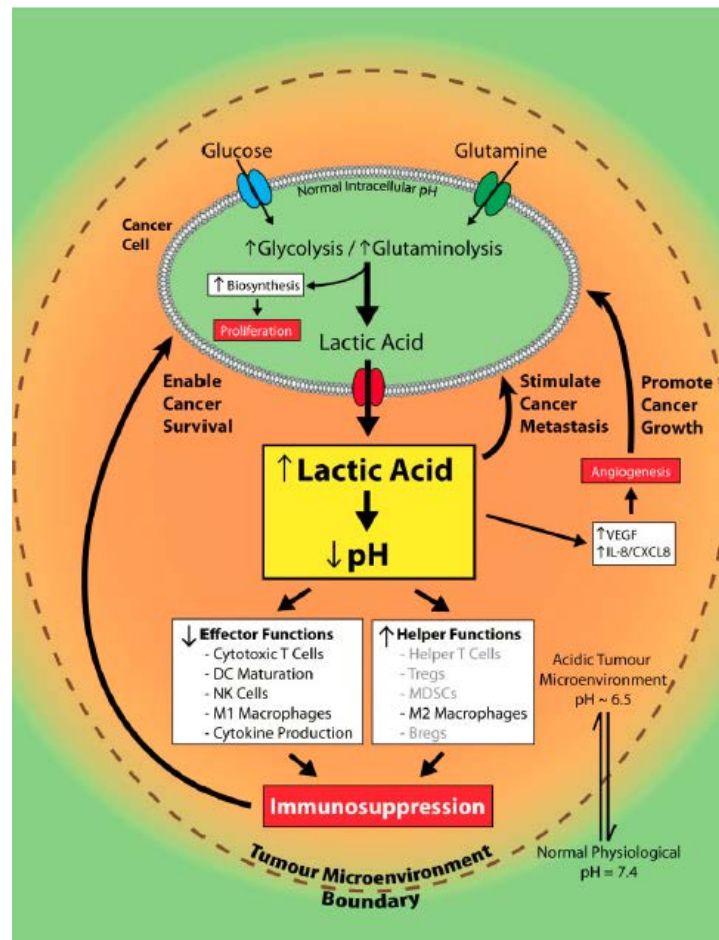 Glucose
Glutamine
Normal Intracellular pH
Cancer
Cell
↑Glycolysis / ↑Glutaminolysis
↑ Biosynthesis
Proliferation
Lactic Acid
Enable
Cancer
Survival
Stimulate
Cancer
Metastasis
Promote
Cancer
Growth
↑ Lactic Acid
↓ pH
Angiogenesis
↑VEGF
↑IL-8/CXCL8
↓ Effector Functions
- Cytotoxic T Cells
- DC Maturation
- NK Cells
- M1 Macrophages
- Cytokine Production
↑ Helper Functions
- Helper T Cells
- Tregs
- MDSCs
- M2 Macrophages
- Bregs
Acidic Tumour
Microenvironment
pH ~ 6.5
Immunosuppression
Normal Physiological
pH = 7.4
Tumour Microenvironment
Boundary